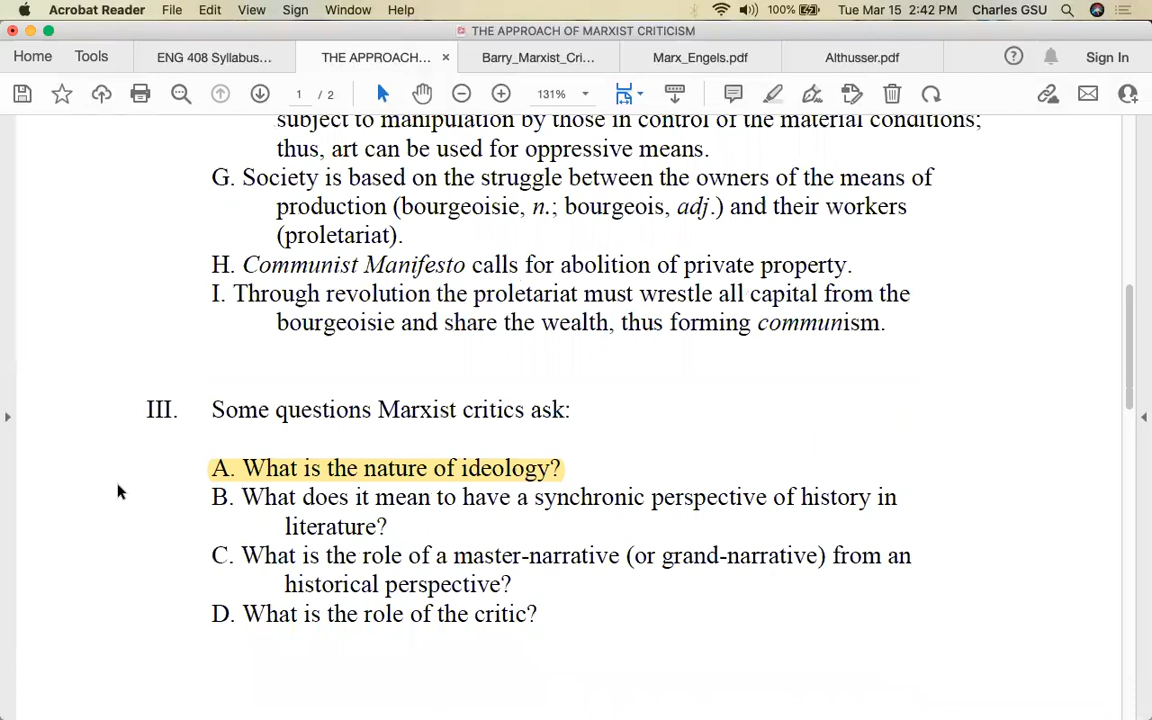 Acrobat Reader File Edit View Sign Window Help 100% Tue Mar 15 2:42 PM Charles GSU
THE APPROACH OF MARXIST CRITICISM
Home Tools ENG 408 Syllabus... THE APPROACH... × Barry_Marxist_Cri... Marx_Engels.pdf Althusser.pdf Sign In
1 / 2 131%
subject to manipulation by those in control of the material conditions;
thus, art can be used for oppressive means.
G. Society is based on the struggle between the owners of the means of
production (bourgeoisie, n.; bourgeois, adj.) and their workers
(proletariat).
H. Communist Manifesto calls for abolition of private property.
I. Through revolution the proletariat must wrestle all capital from the
bourgeoisie and share the wealth, thus forming communism.
III. Some questions Marxist critics ask:
A. What is the nature of ideology?
B. What does it mean to have a synchronic perspective of history in
literature?
C. What is the role of a master-narrative (or grand-narrative) from an
historical perspective?
D. What is the role of the critic?